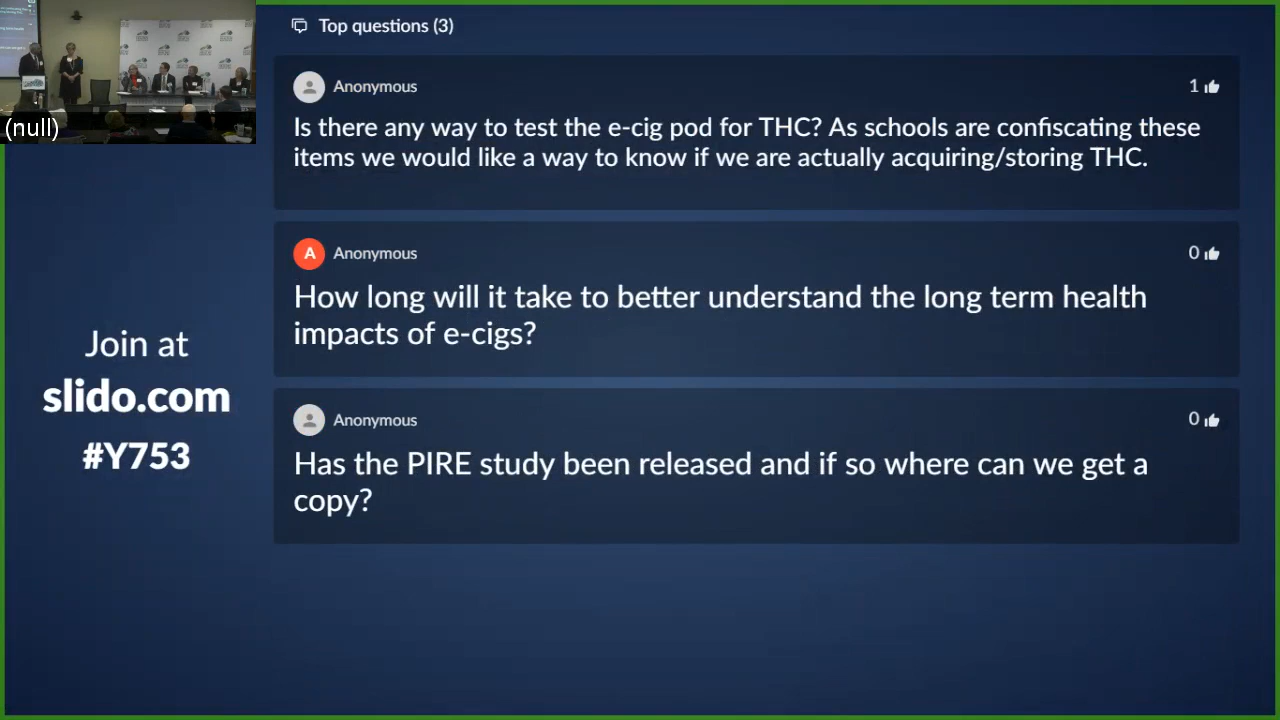 (null)
Top questions (3)
Anonymous
1
Is there any way to test the e-cig pod for THC? As schools are confiscating these
items we would like a way to know if we are actually acquiring/storing THC.
A
Anonymous
0
How long will it take to better understand the long term health
impacts of e-cigs?
Anonymous
0
Has the PIRE study been released and if so where can we get a
copy?
Join at
slido.com
#Y753